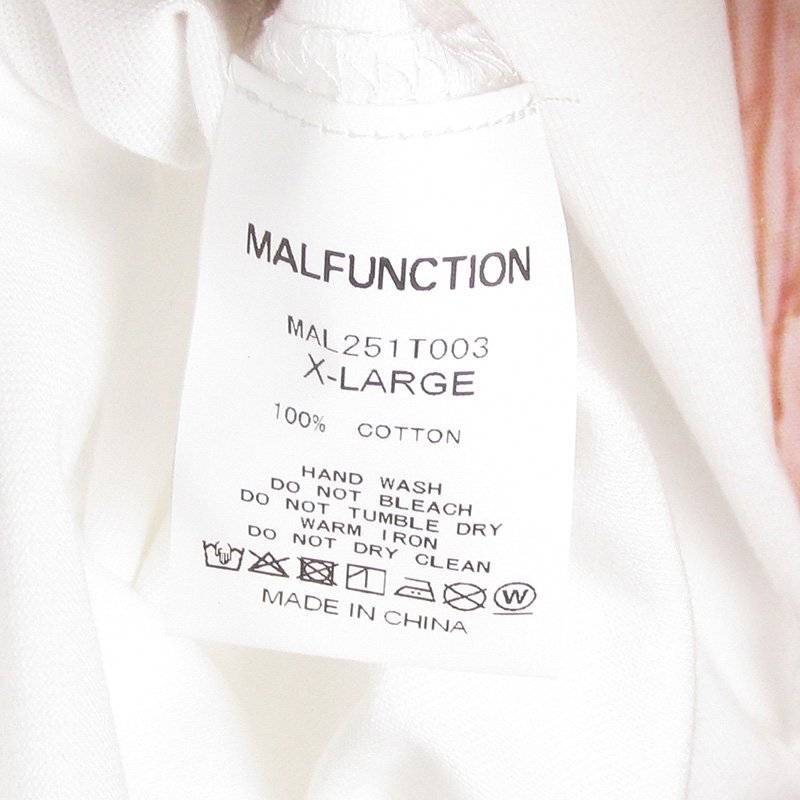 MALFUNCTION
MAL251T003
X-LARGE
100% COTTON
HAND WASH
DO NOT BLEACH
DO NOT TUMBLE DRY
WARM IRON
DO NOT DRY CLEAN
W
MADE IN CHINA